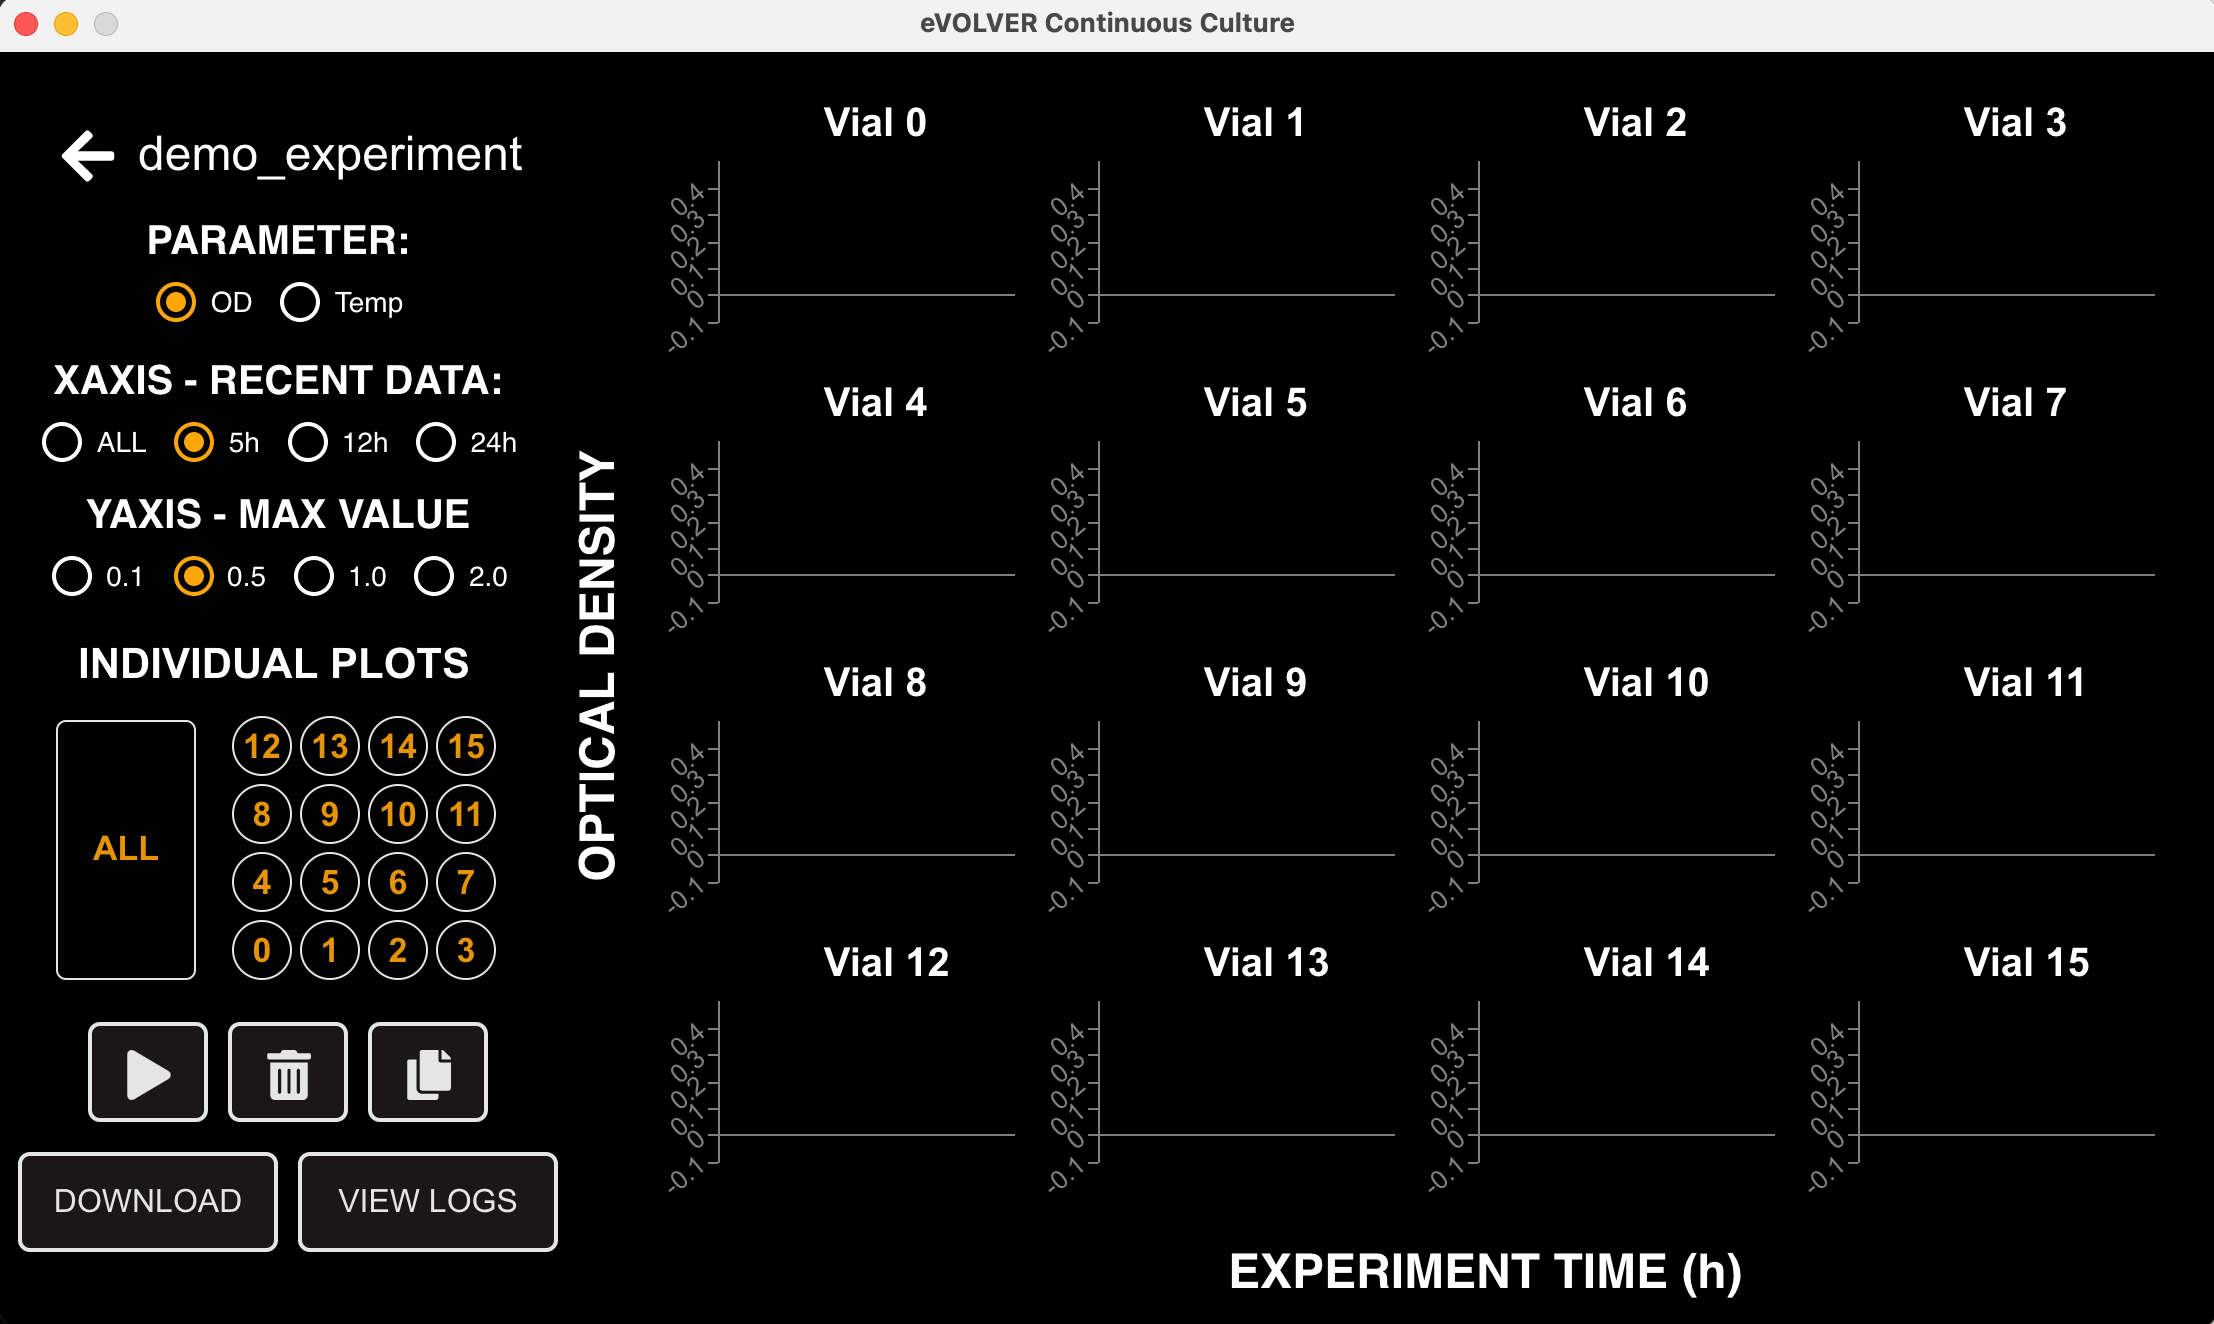 eVOLVER Continuous Culture
demo_experiment
PARAMETER:
OD Temp
XAXIS - RECENT DATA:
ALL 5h 12h 24h
YAXIS - MAX VALUE
0.1 0.5 1.0 2.0
INDIVIDUAL PLOTS
ALL
12 13 14 15
8 9 10 11
4 5 6 7
0 1 2 3
DOWNLOAD VIEW LOGS
OPTICAL DENSITY
Vial 0
0.4
0.3
0.2
0.1
0
-0.1
Vial 1
0.4
0.3
0.2
0.1
0
-0.1
Vial 2
0.4
0.3
0.2
0.1
0
-0.1
Vial 3
0.4
0.3
0.2
0.1
0
-0.1
Vial 4
0.4
0.3
0.2
0.1
0
-0.1
Vial 5
0.4
0.3
0.2
0.1
0
-0.1
Vial 6
0.4
0.3
0.2
0.1
0
-0.1
Vial 7
0.4
0.3
0.2
0.1
0
-0.1
Vial 8
0.4
0.3
0.2
0.1
0
-0.1
Vial 9
0.4
0.3
0.2
0.1
0
-0.1
Vial 10
0.4
0.3
0.2
0.1
0
-0.1
Vial 11
0.4
0.3
0.2
0.1
0
-0.1
Vial 12
0.4
0.3
0.2
0.1
0
-0.1
Vial 13
0.4
0.3
0.2
0.1
0
-0.1
Vial 14
0.4
0.3
0.2
0.1
0
-0.1
Vial 15
0.4
0.3
0.2
0.1
0
-0.1
EXPERIMENT TIME (h)